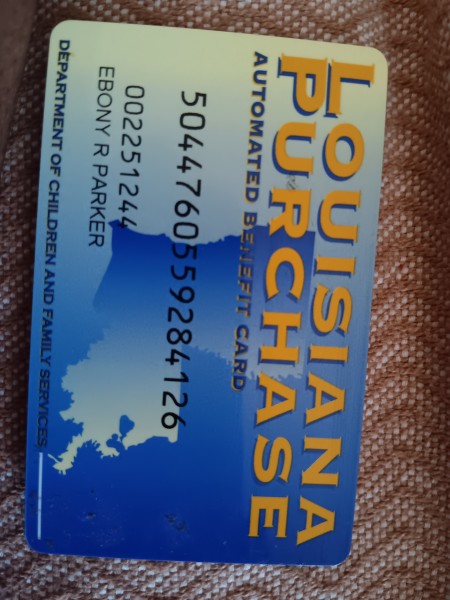 LOUISIANA
PURCHASE
AUTOMATED BENEFIT CARD
5044760559284126
002251244
EBONY R PARKER
DEPARTMENT OF CHILDREN AND FAMILY SERVICES